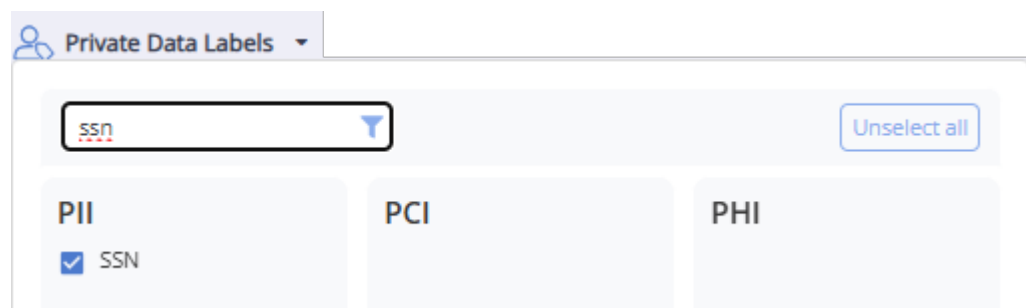 Private Data Labels
ssn
Unselect all
PII
PCI
PHI
SSN